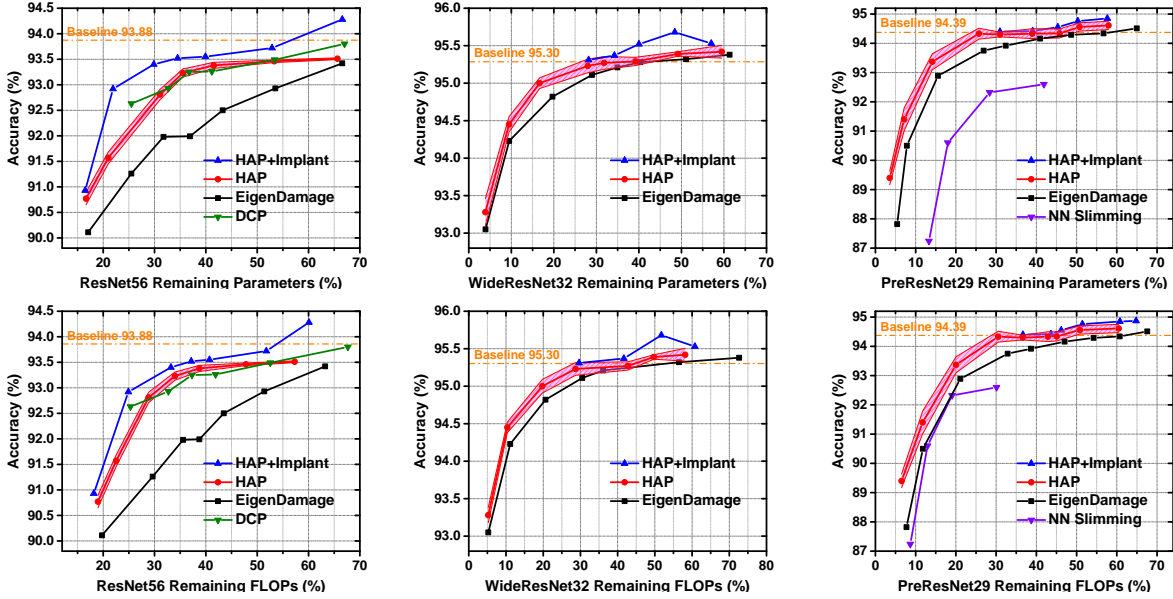 94.5
94.0
93.5
93.0
92.5
92.0
91.5
91.0
90.5
90.0
Accuracy (%)
Baseline 93.88
HAP+Implant
HAP
EigenDamage
DCP
10 20 30 40 50 60 70
ResNet56 Remaining Parameters (%)
96.0
95.5
95.0
94.5
94.0
93.5
93.0
Accuracy (%)
Baseline 95.30
HAP+Implant
HAP
EigenDamage
0 10 20 30 40 50 60 70
WideResNet32 Remaining Parameters (%)
95
94
93
92
91
90
89
88
87
Accuracy (%)
Baseline 94.39
HAP+Implant
HAP
EigenDamage
NN Slimming
0 10 20 30 40 50 60 70
PreResNet29 Remaining Parameters (%)
94.5
94.0
93.5
93.0
92.5
92.0
91.5
91.0
90.5
90.0
Accuracy (%)
Baseline 93.88
HAP+Implant
HAP
EigenDamage
DCP
20 30 40 50 60 70
ResNet56 Remaining FLOPs (%)
96.0
95.5
95.0
94.5
94.0
93.5
93.0
Accuracy (%)
Baseline 95.30
HAP+Implant
HAP
EigenDamage
0 10 20 30 40 50 60 70 80
WideResNet32 Remaining FLOPs (%)
95
94
93
92
91
90
89
88
87
Accuracy (%)
Baseline 94.39
HAP+Implant
HAP
EigenDamage
NN Slimming
0 10 20 30 40 50 60 70
PreResNet29 Remaining FLOPs (%)